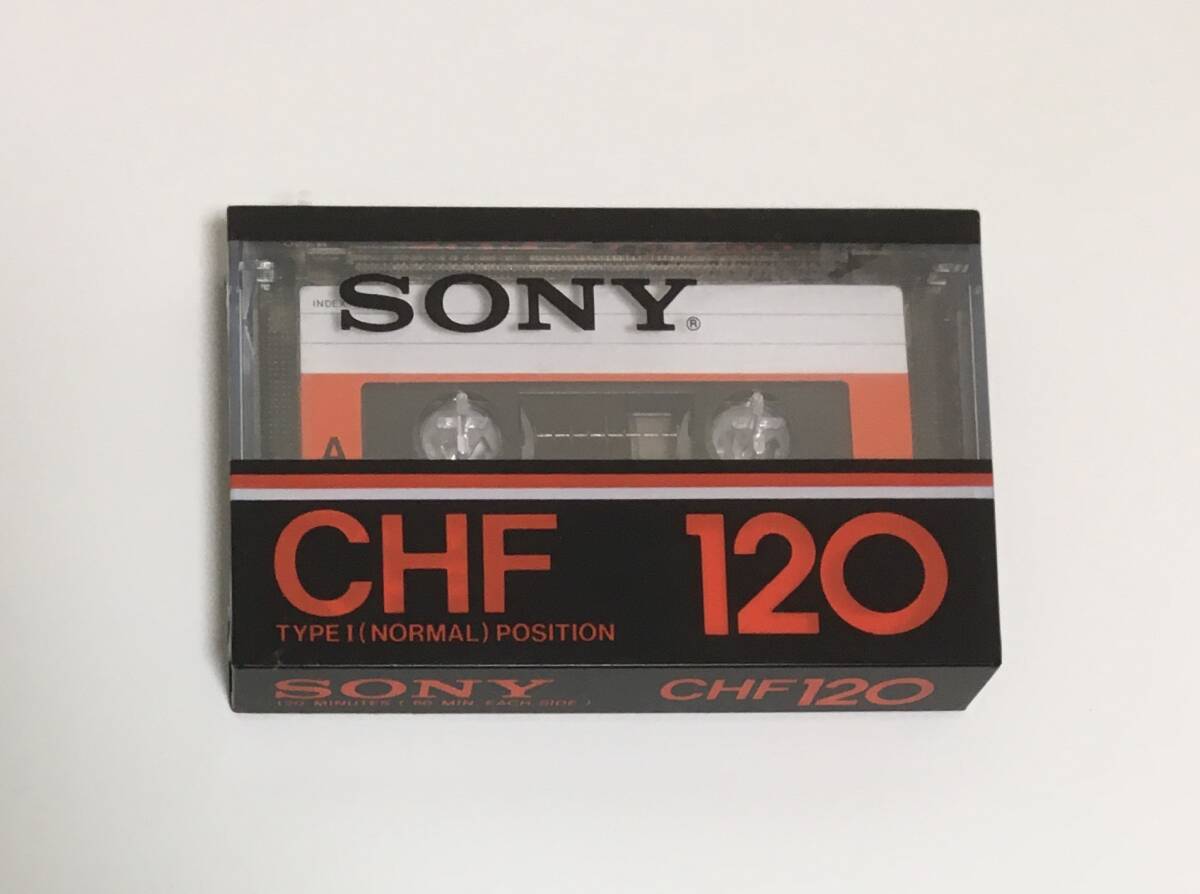 INDEX
SONY®
A
CHF 120
TYPE I (NORMAL) POSITION
SONY CHF120
120 MINUTES ( 60 MIN. EACH SIDE )